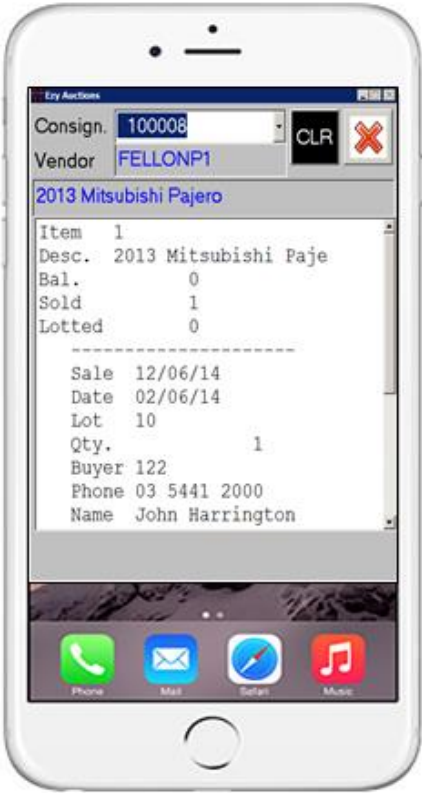 Ezy Auctions
Consign. 100008 CLR
Vendor FELLONP1
2013 Mitsubishi Pajero
Item 1
Desc. 2013 Mitsubishi Paje
Bal. 0
Sold 1
Lotted 0
---------------------
Sale 12/06/14
Date 02/06/14
Lot 10
Qty. 1
Buyer 122
Phone 03 5441 2000
Name John Harrington
Phone Mail Safari Music